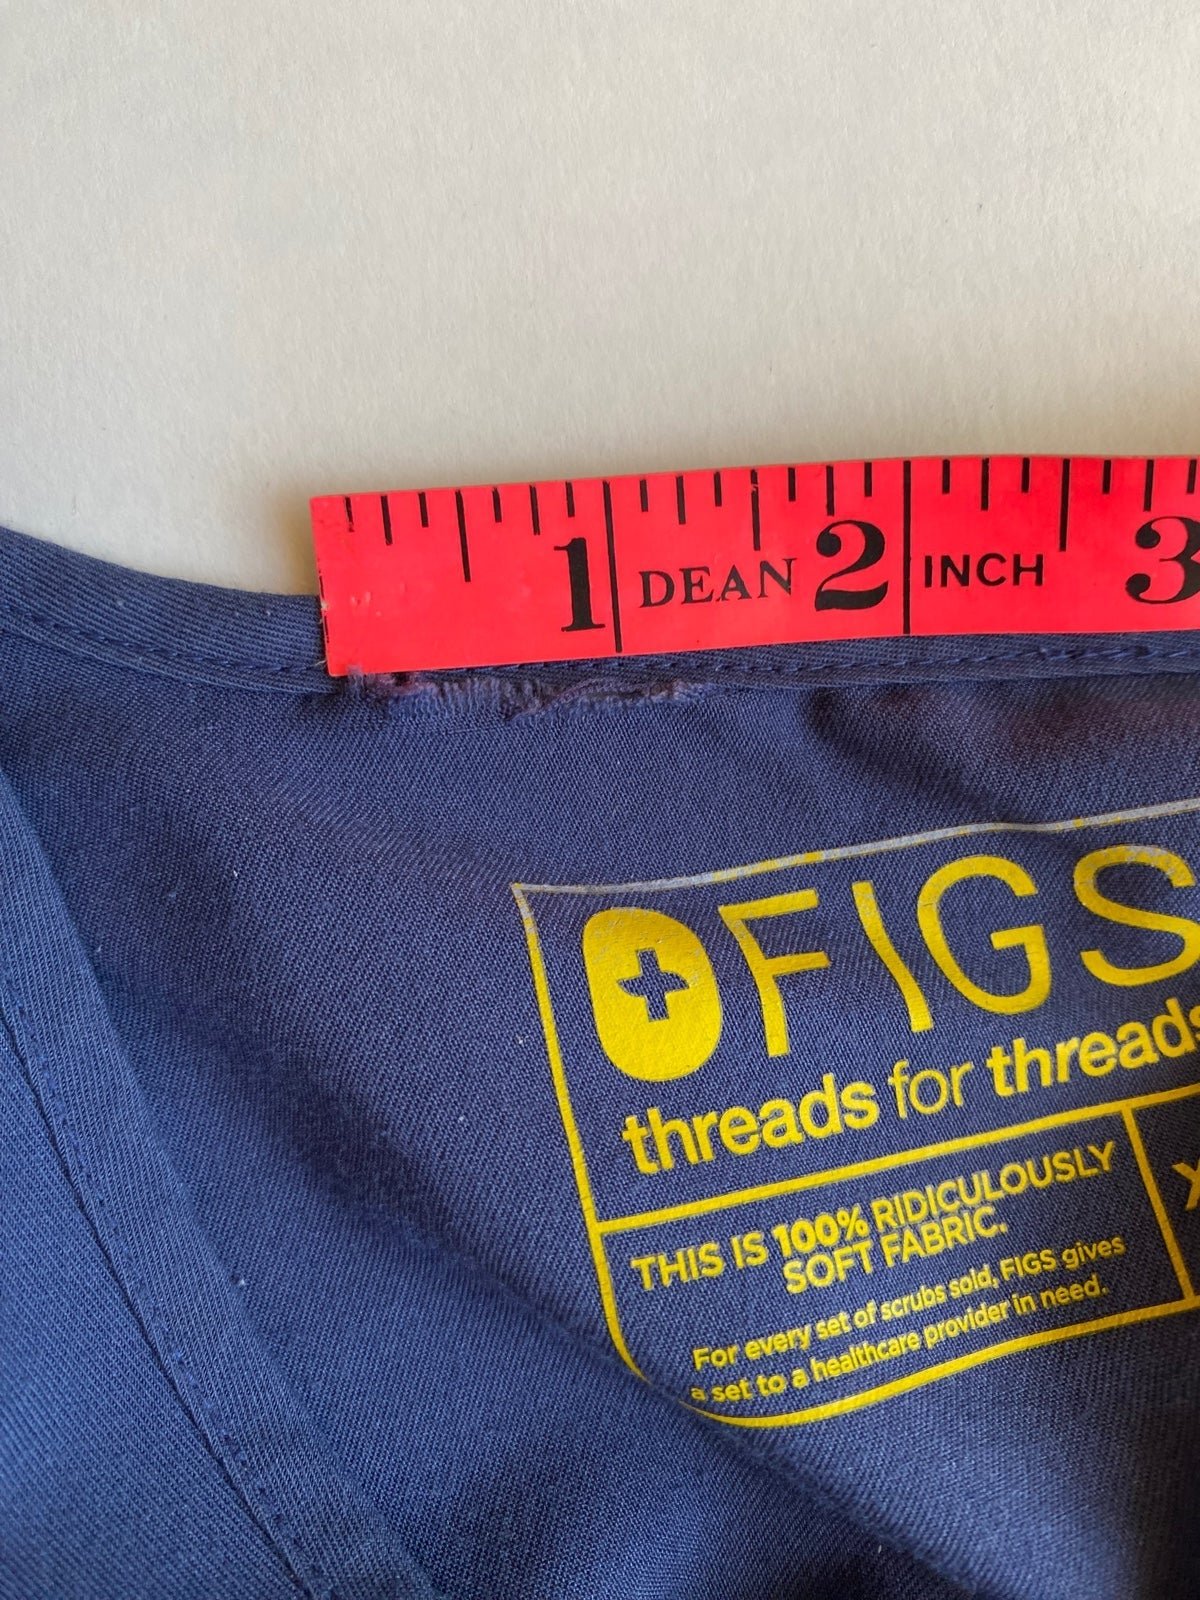 1 DEAN 2 INCH 3
FIGS
threads for threads
THIS IS 100% RIDICULOUSLY
SOFT FABRIC.
X
For every set of scrubs sold, FIGS gives
a set to a healthcare provider in need.